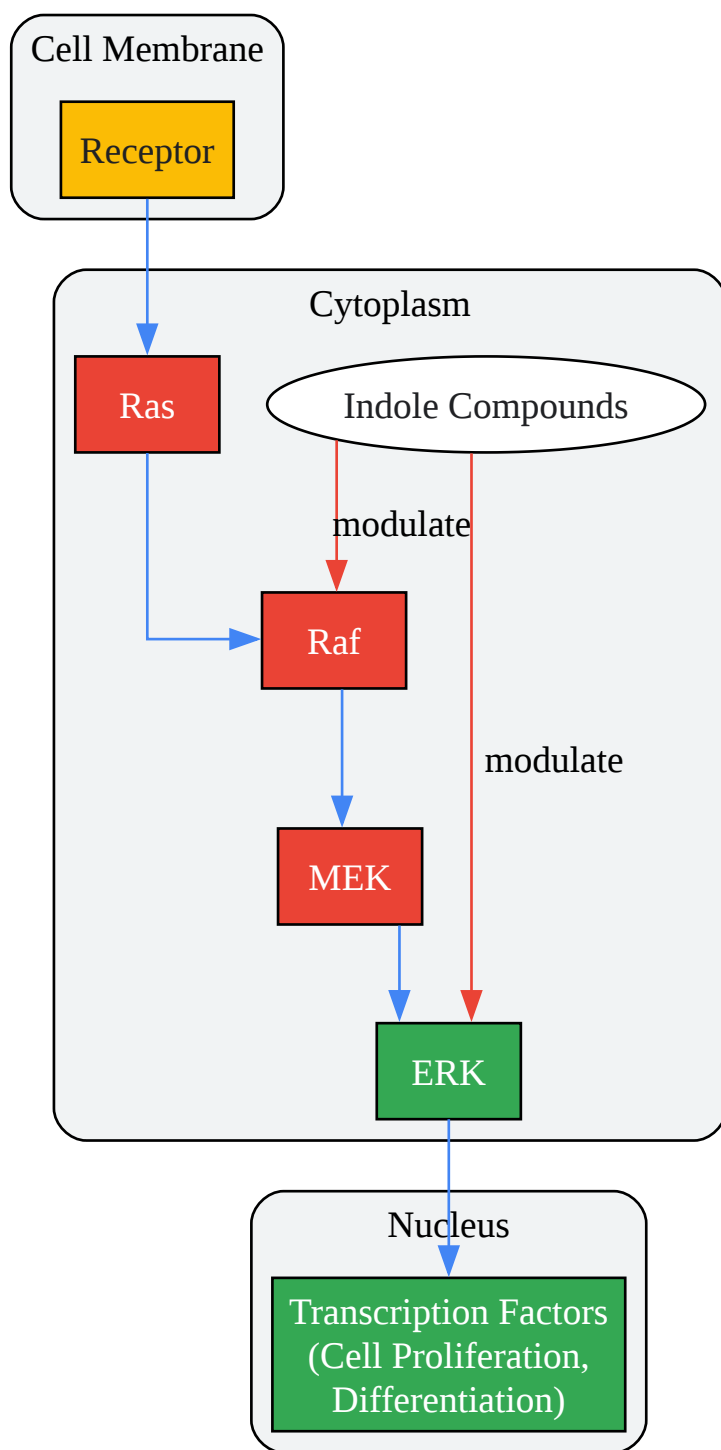 Cell Membrane
Receptor
Cytoplasm
Ras
Indole Compounds
modulate
Raf
modulate
MEK
ERK
Nucleus
Transcription Factors
(Cell Proliferation,
Differentiation)